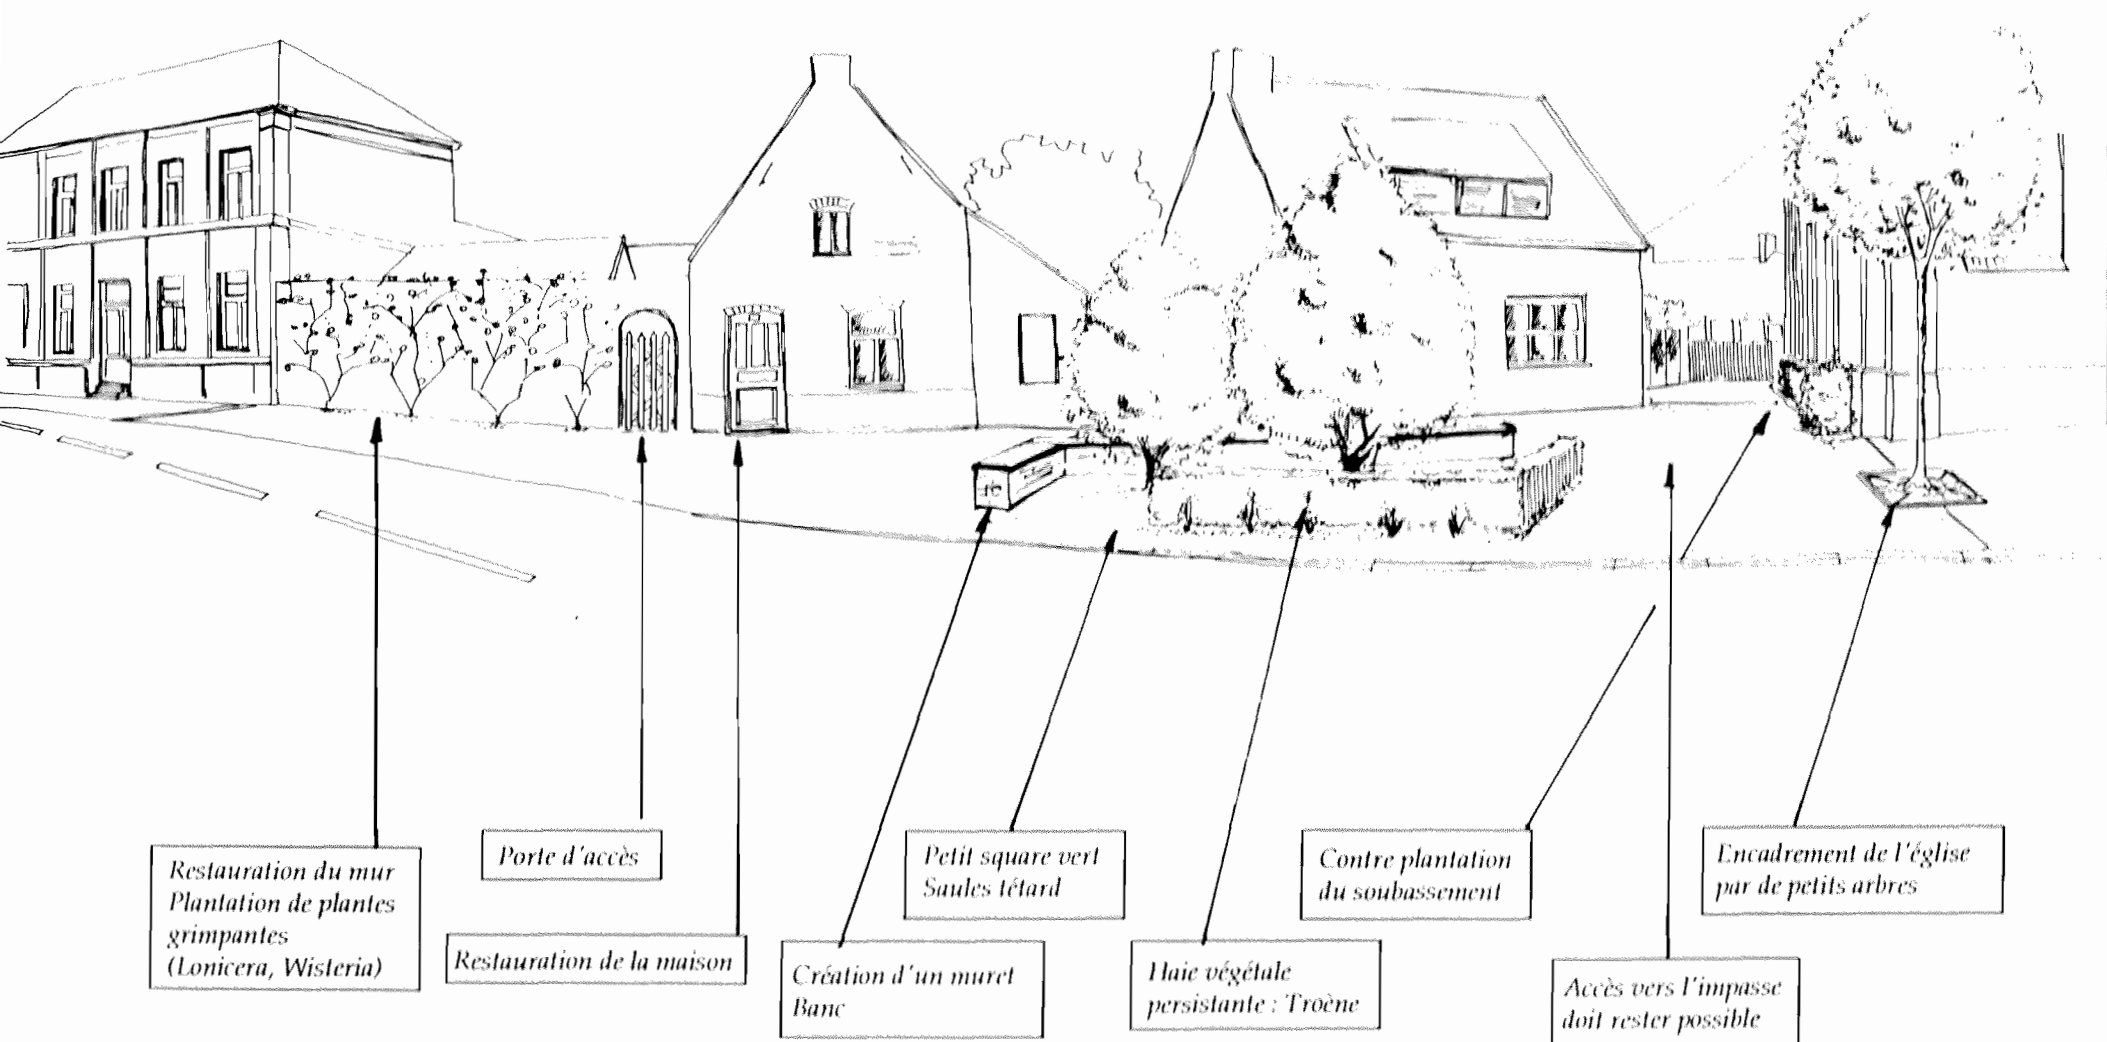 Restauration du mur
Plantation de plantes
grimpantes
(Lonicera, Wisteria)
Porte d'accès
Restauration de la maison
Création d'un muret
Banc
Petit square vert
Saules tétard
Haie végétale
persistante : Troène
Contre plantation
du soubassement
Accès vers l'impasse
doit rester possible
Encadrement de l'église
par de petits arbres